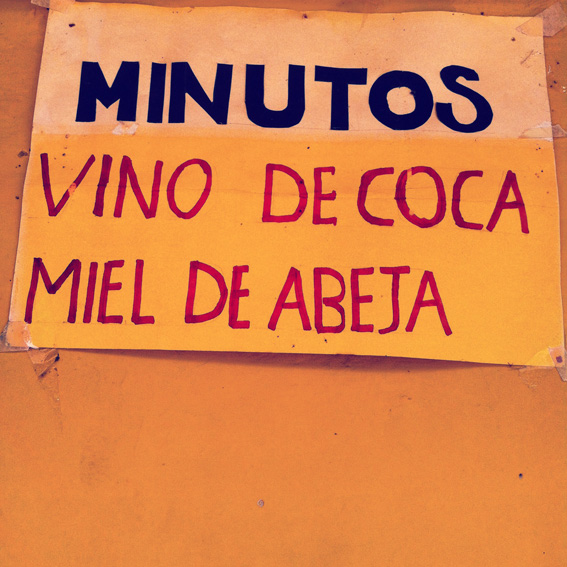 MINUTOS
VINO DE COCA
MIEL DE ABEJA